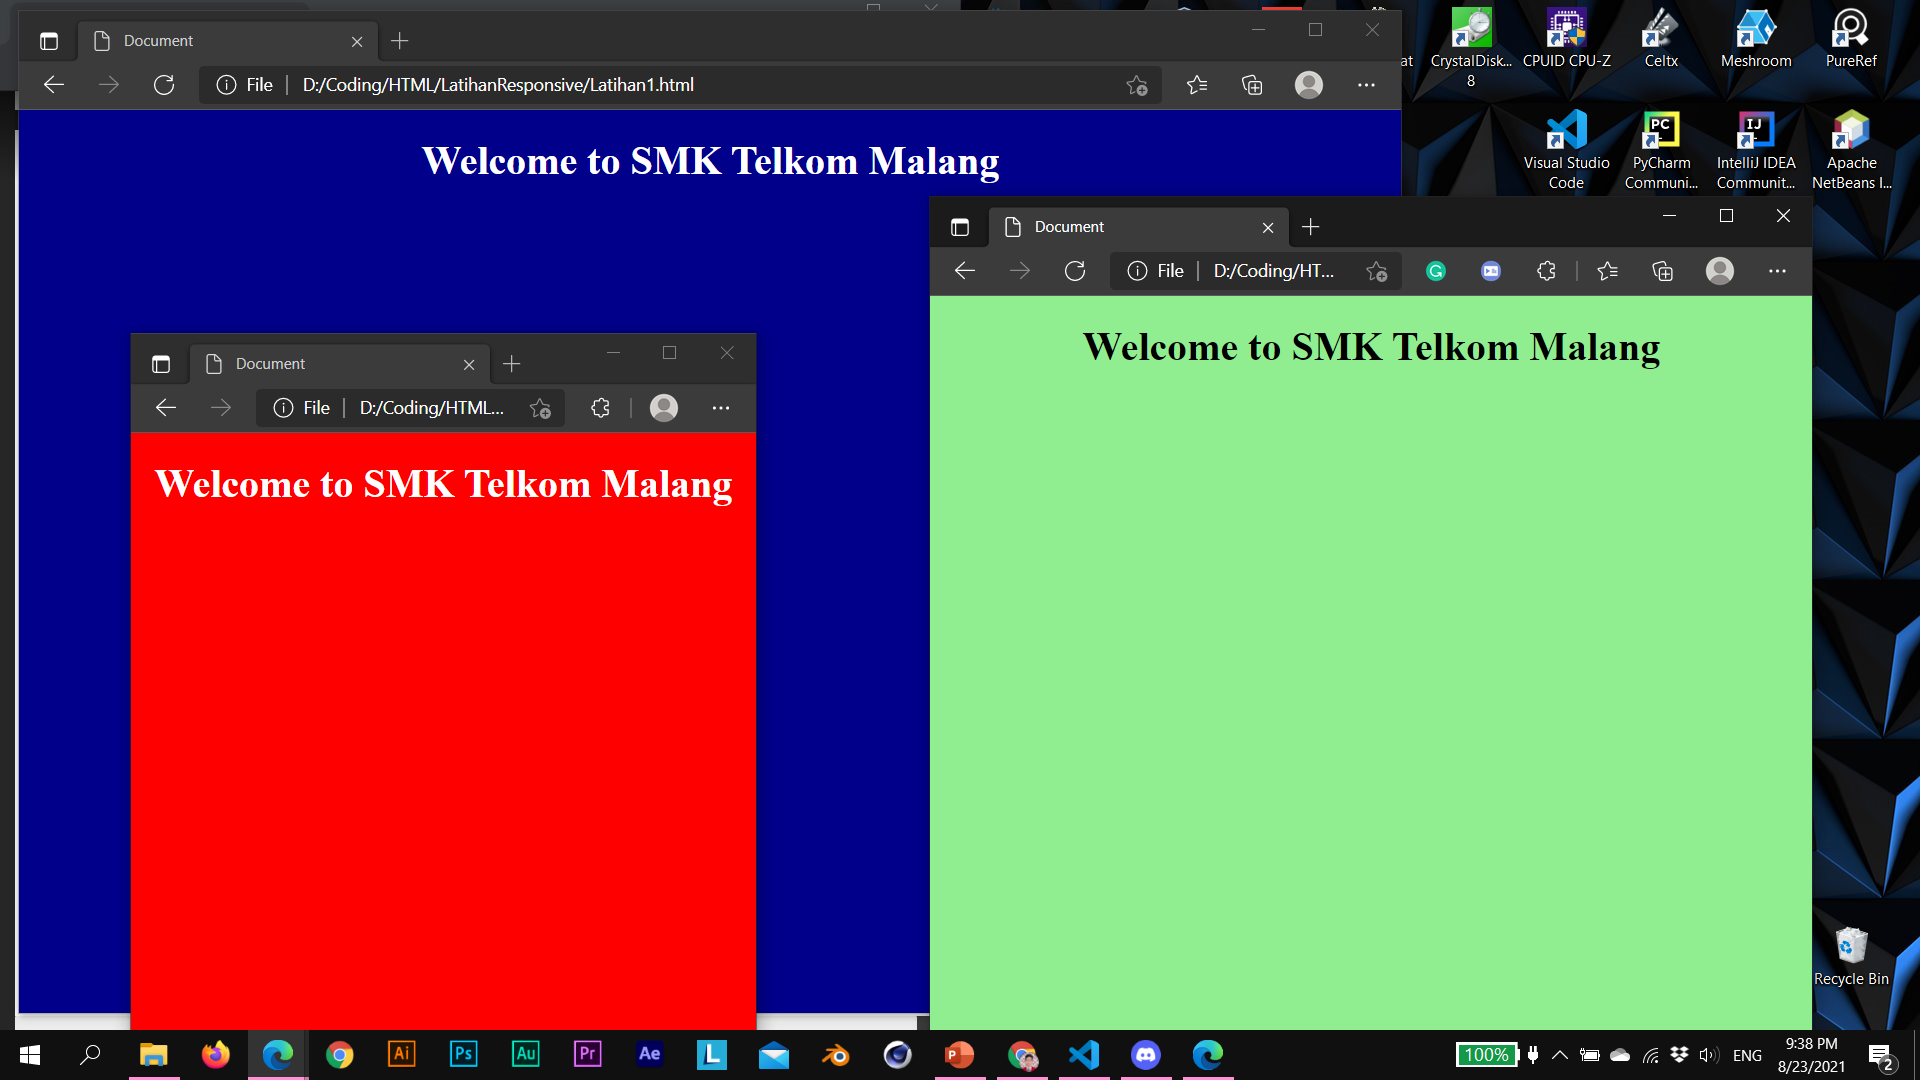 Document
File
D:/Coding/HTML/LatihanResponsive/Latihan1.html
Welcome to SMK Telkom Malang
Document
File
D:/Coding/HTML...
Welcome to SMK Telkom Malang
Document
File
D:/Coding/HT...
Welcome to SMK Telkom Malang
at
CrystalDisk...
8
CPUID CPU-Z
Celtx
Meshroom
PureRef
Visual Studio
Code
PyCharm
Communi...
IntelliJ IDEA
Communit...
Apache
NetBeans I...
PC
IJ
Recycle Bin
Ai
Ps
Au
Pr
Ae
L
P
100%
ENG
9:38 PM
8/23/2021
2